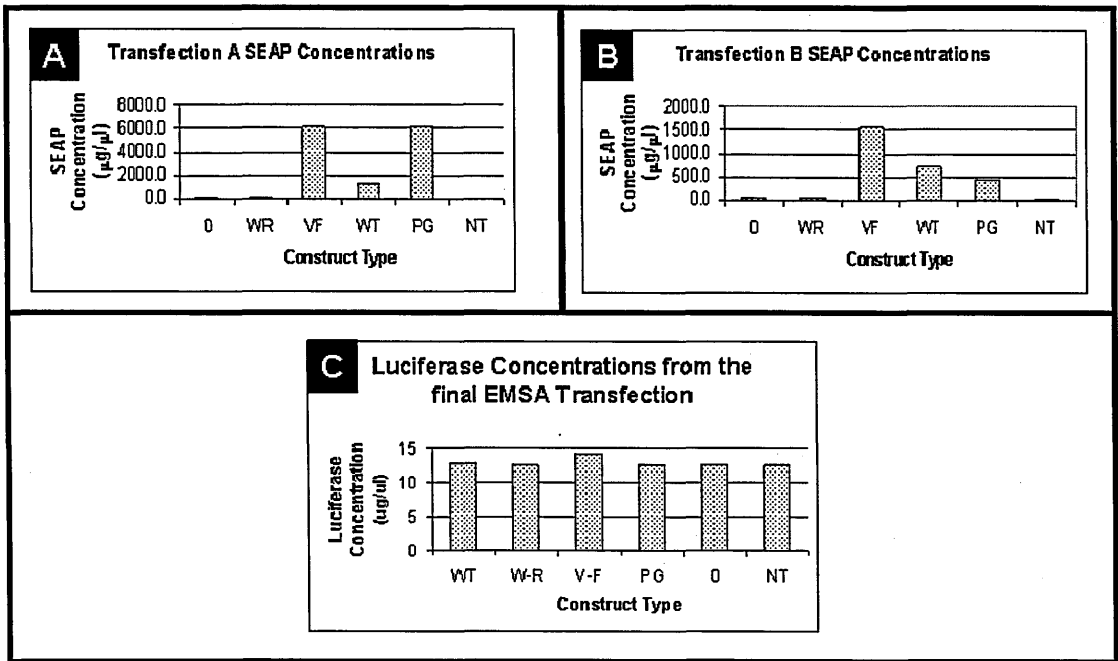 A
Transfection A SEAP Concentrations
SEAP
Concentration
(µg/µl)
8000.0
6000.0
4000.0
2000.0
0.0
0 WR VF WT PG NT
Construct Type
B
Transfection B SEAP Concentrations
SEAP
Concentration
(µg/µl)
2000.0
1500.0
1000.0
500.0
0.0
0 WR VF WT PG NT
Construct Type
C
Luciferase Concentrations from the
final EMSA Transfection
Luciferase
Concentration
(ug/ul)
15
10
5
0
WT W-R V-F PG 0 NT
Construct Type